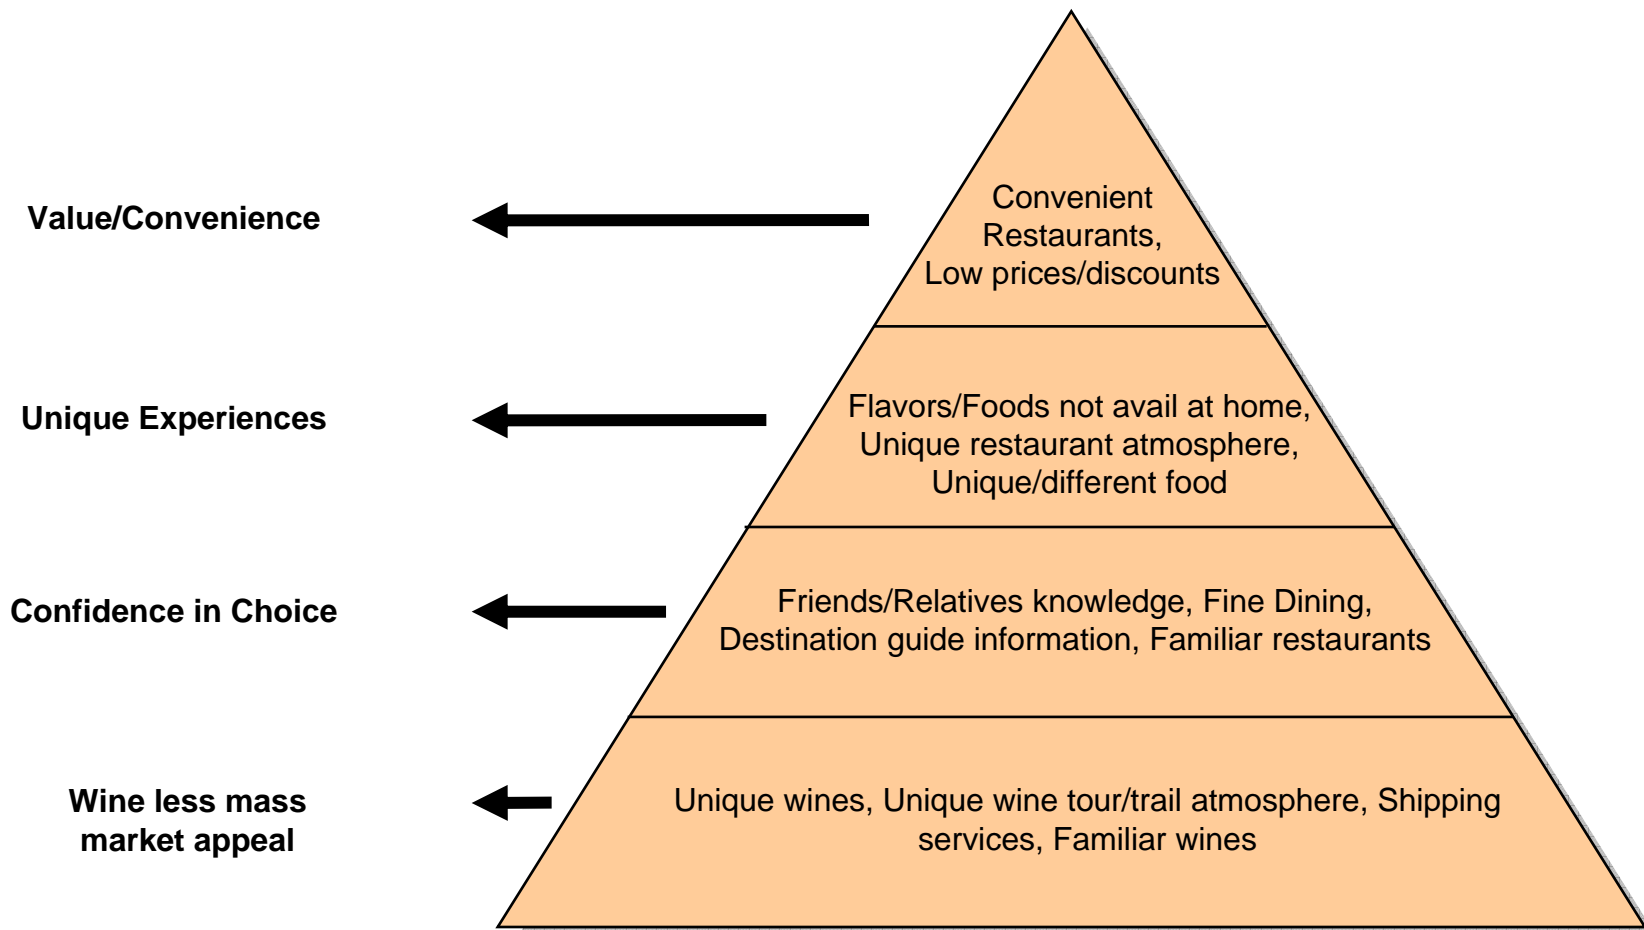 Value/Convenience
Convenient
Restaurants,
Low prices/discounts
Unique Experiences
Flavors/Foods not avail at home,
Unique restaurant atmosphere,
Unique/different food
Confidence in Choice
Friends/Relatives knowledge, Fine Dining,
Destination guide information, Familiar restaurants
Wine less mass
market appeal
Unique wines, Unique wine tour/trail atmosphere, Shipping
services, Familiar wines